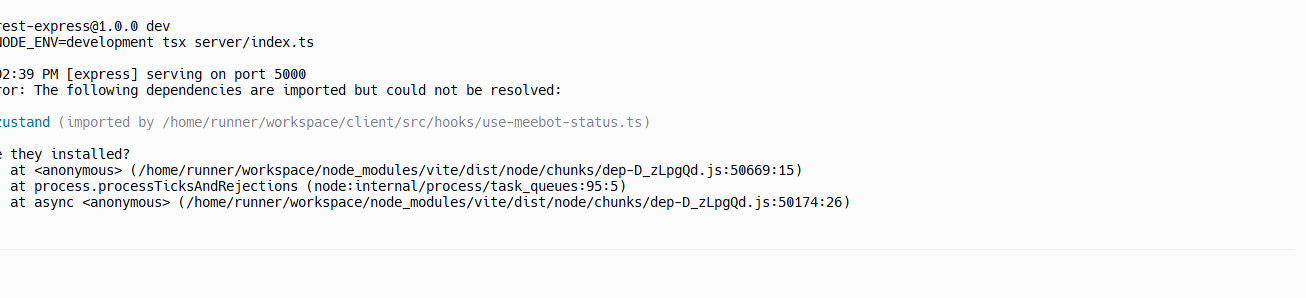 rest-express@1.0.0 dev
NODE_ENV=development tsx server/index.ts
02:39 PM [express] serving on port 5000
ror: The following dependencies are imported but could not be resolved:
zustand (imported by /home/runner/workspace/client/src/hooks/use-meebot-status.ts)
e they installed?
at <anonymous> (/home/runner/workspace/node_modules/vite/dist/node/chunks/dep-D_zLpgQd.js:50669:15)
at process.processTicksAndRejections (node:internal/process/task_queues:95:5)
at async <anonymous> (/home/runner/workspace/node_modules/vite/dist/node/chunks/dep-D_zLpgQd.js:50174:26)